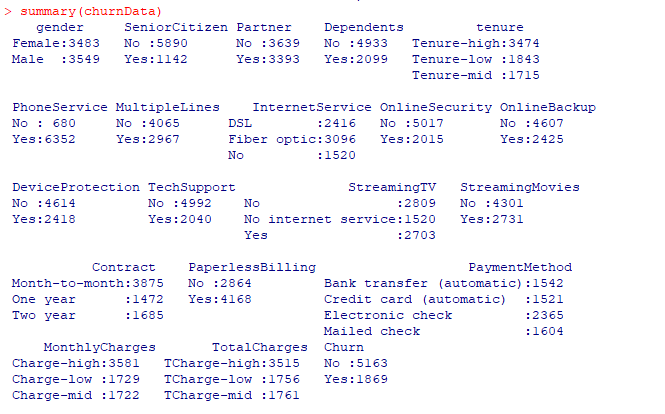 > summary(churnData)
gender SeniorCitizen Partner Dependents tenure
Female:3483 No :5890 No :3639 No :4933 Tenure-high:3474
Male :3549 Yes:1142 Yes:3393 Yes:2099 Tenure-low :1843
Tenure-mid :1715
PhoneService MultipleLines InternetService OnlineSecurity OnlineBackup
No : 680 No :4065 DSL :2416 No :5017 No :4607
Yes:6352 Yes:2967 Fiber optic:3096 Yes:2015 Yes:2425
No :1520
DeviceProtection TechSupport StreamingTV StreamingMovies
No :4614 No :4992 No :2809 No :4301
Yes:2418 Yes:2040 No internet service:1520 Yes:2731
Yes :2703
Contract PaperlessBilling PaymentMethod
Month-to-month:3875 No :2864 Bank transfer (automatic):1542
One year :1472 Yes:4168 Credit card (automatic) :1521
Two year :1685 Electronic check :2365
Mailed check :1604
MonthlyCharges TotalCharges Churn
Charge-high:3581 TCharge-high:3515 No :5163
Charge-low :1729 TCharge-low :1756 Yes:1869
Charge-mid :1722 TCharge-mid :1761